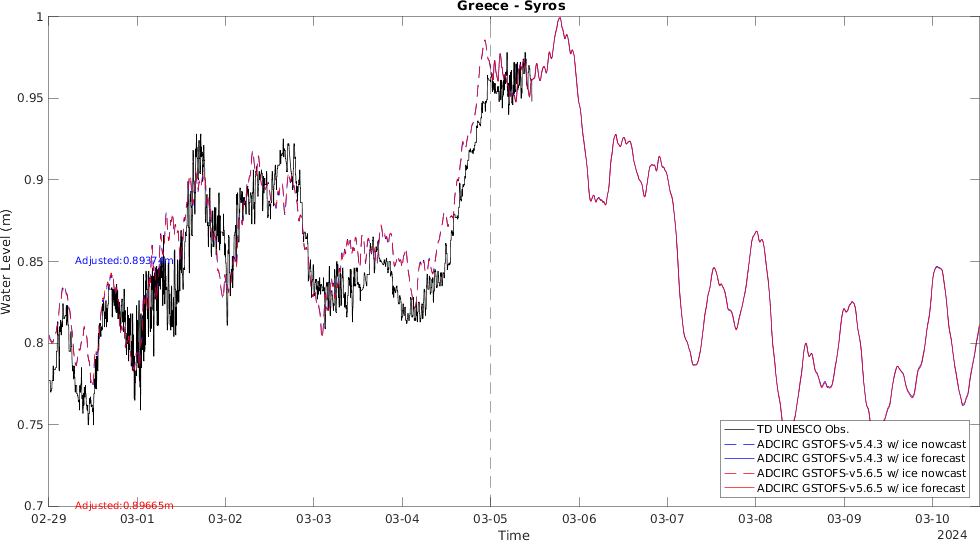 Greece - Syros
1
0.95
0.9
0.85
0.8
0.75
0.7
Water Level (m)
Adjusted:0.89374m
Adjusted:0.89665m
TD UNESCO Obs.
ADCIRC GSTOFS-v5.4.3 w/ ice nowcast
ADCIRC GSTOFS-v5.4.3 w/ ice forecast
ADCIRC GSTOFS-v5.6.5 w/ ice nowcast
ADCIRC GSTOFS-v5.6.5 w/ ice forecast
02-29 03-01 03-02 03-03 03-04 03-05 03-06 03-07 03-08 03-09 03-10
Time
2024